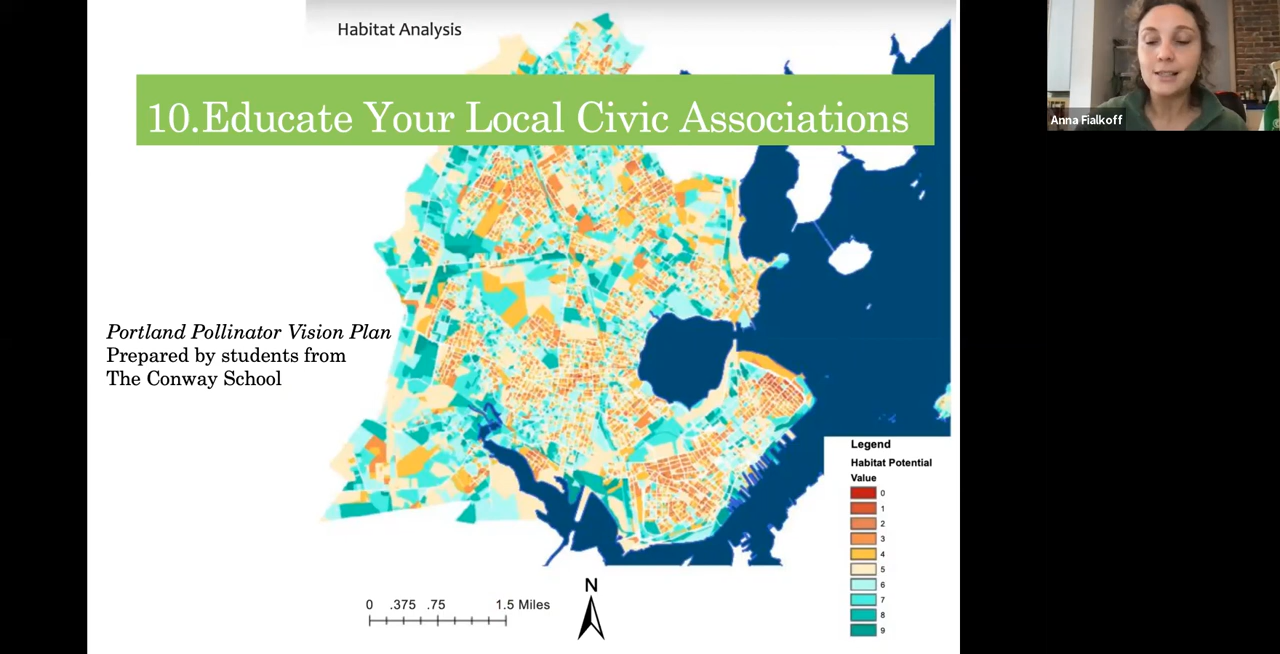 Habitat Analysis
10.Educate Your Local Civic Associations
Anna Fialkoff
Portland Pollinator Vision Plan
Prepared by students from
The Conway School
Legend
Habitat Potential
Value
0
1
2
3
4
5
6
7
8
9
N
0 .375 .75 1.5 Miles